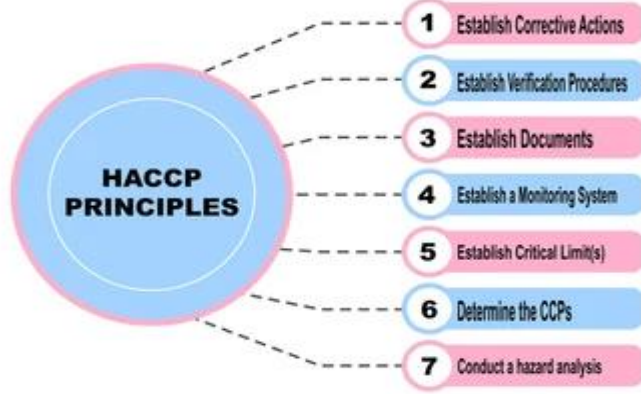 HACCP
PRINCIPLES
1 Establish Corrective Actions
2 Establish Verification Procedures
3 Establish Documents
4 Establish a Monitoring System
5 Establish Critical Limit(s)
6 Determine the CCPs
7 Conduct a hazard analysis